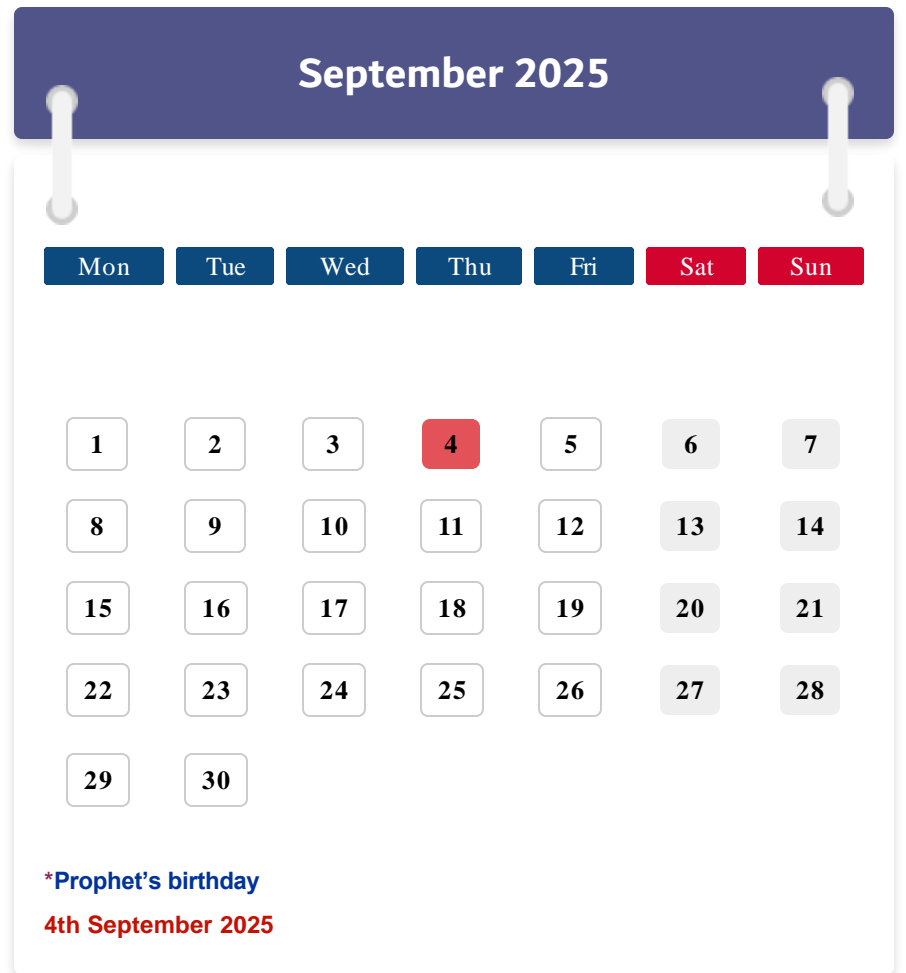 September 2025
Mon Tue Wed Thu Fri Sat Sun
1 2 3 4 5 6 7
8 9 10 11 12 13 14
15 16 17 18 19 20 21
22 23 24 25 26 27 28
29 30
*Prophet’s birthday
4th September 2025